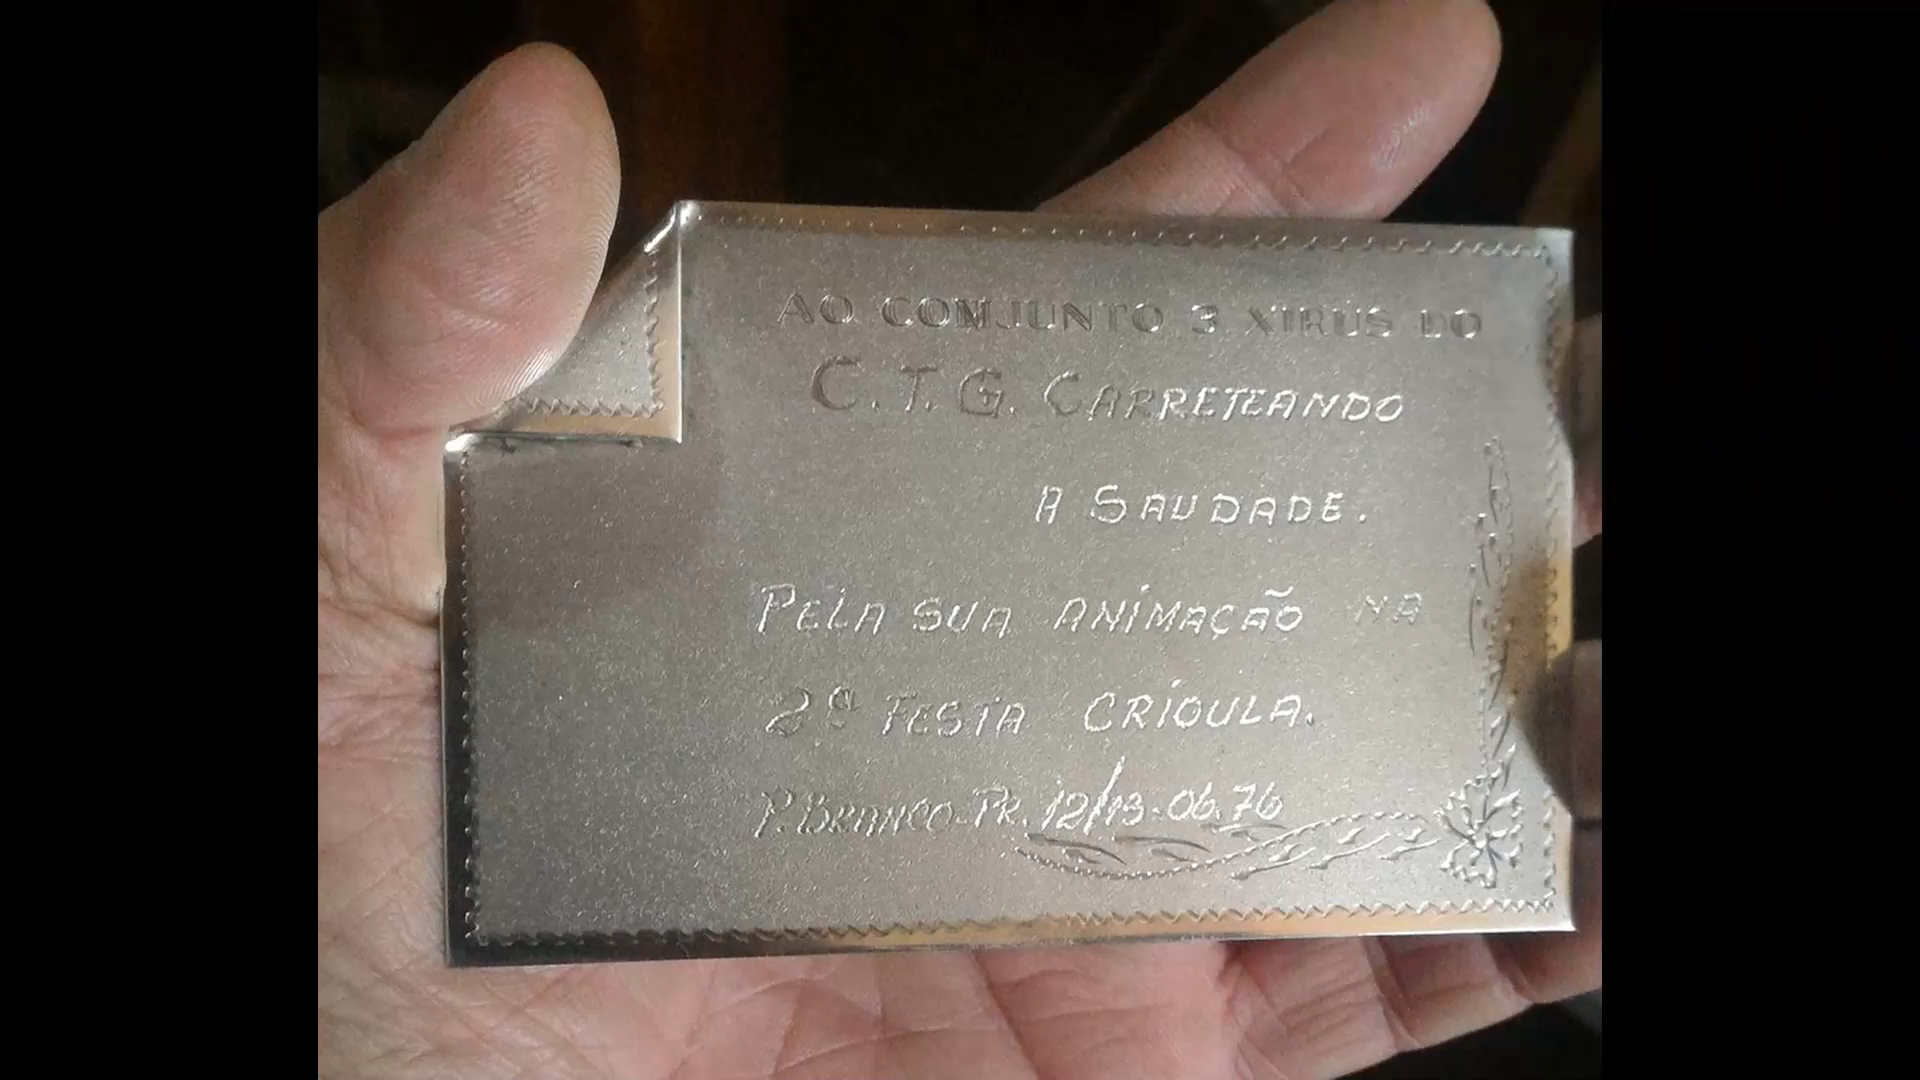 AO CONJUNTO 3 XIRUS DO
C.T.G. CARRETEANDO
A SAUDADE.
PELA SUA ANIMAÇÃO NA
2ª FESTA CRIOULA.
P. BRANCO-PR. 12/13-06.76